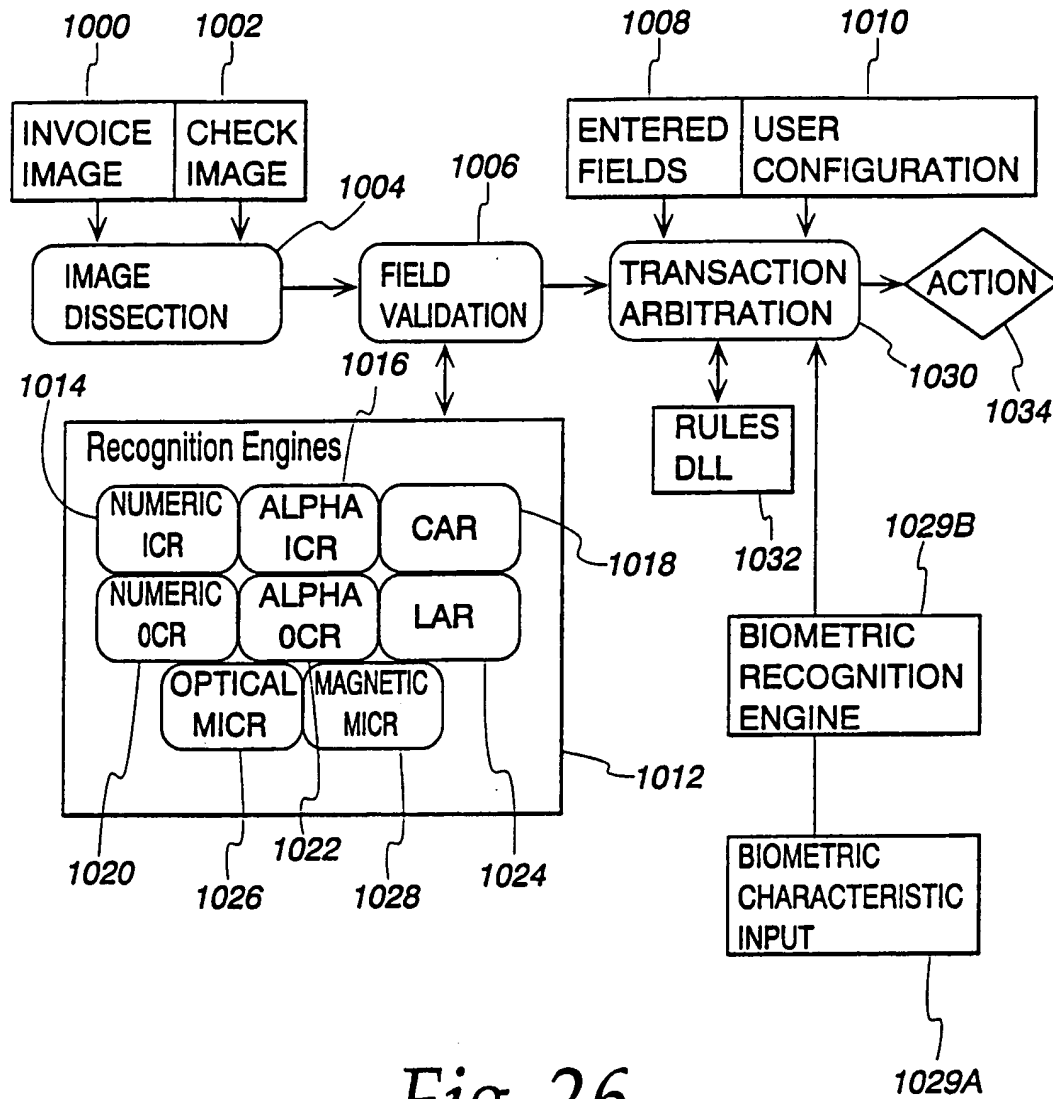 1000 1002 1008 1010
INVOICE IMAGE
CHECK IMAGE
ENTERED FIELDS
USER CONFIGURATION
1004 1006
IMAGE DISSECTION
FIELD VALIDATION
TRANSACTION ARBITRATION
ACTION
1014 1016 1030 1034
Recognition Engines
RULES DLL
NUMERIC ICR
ALPHA ICR
CAR
1018 1032 1029B
NUMERIC 0CR
ALPHA 0CR
LAR
BIOMETRIC RECOGNITION ENGINE
OPTICAL MICR
MAGNETIC MICR
1012
1020 1022 1024
1026 1028
BIOMETRIC CHARACTERISTIC INPUT
1029A
Fig. 26